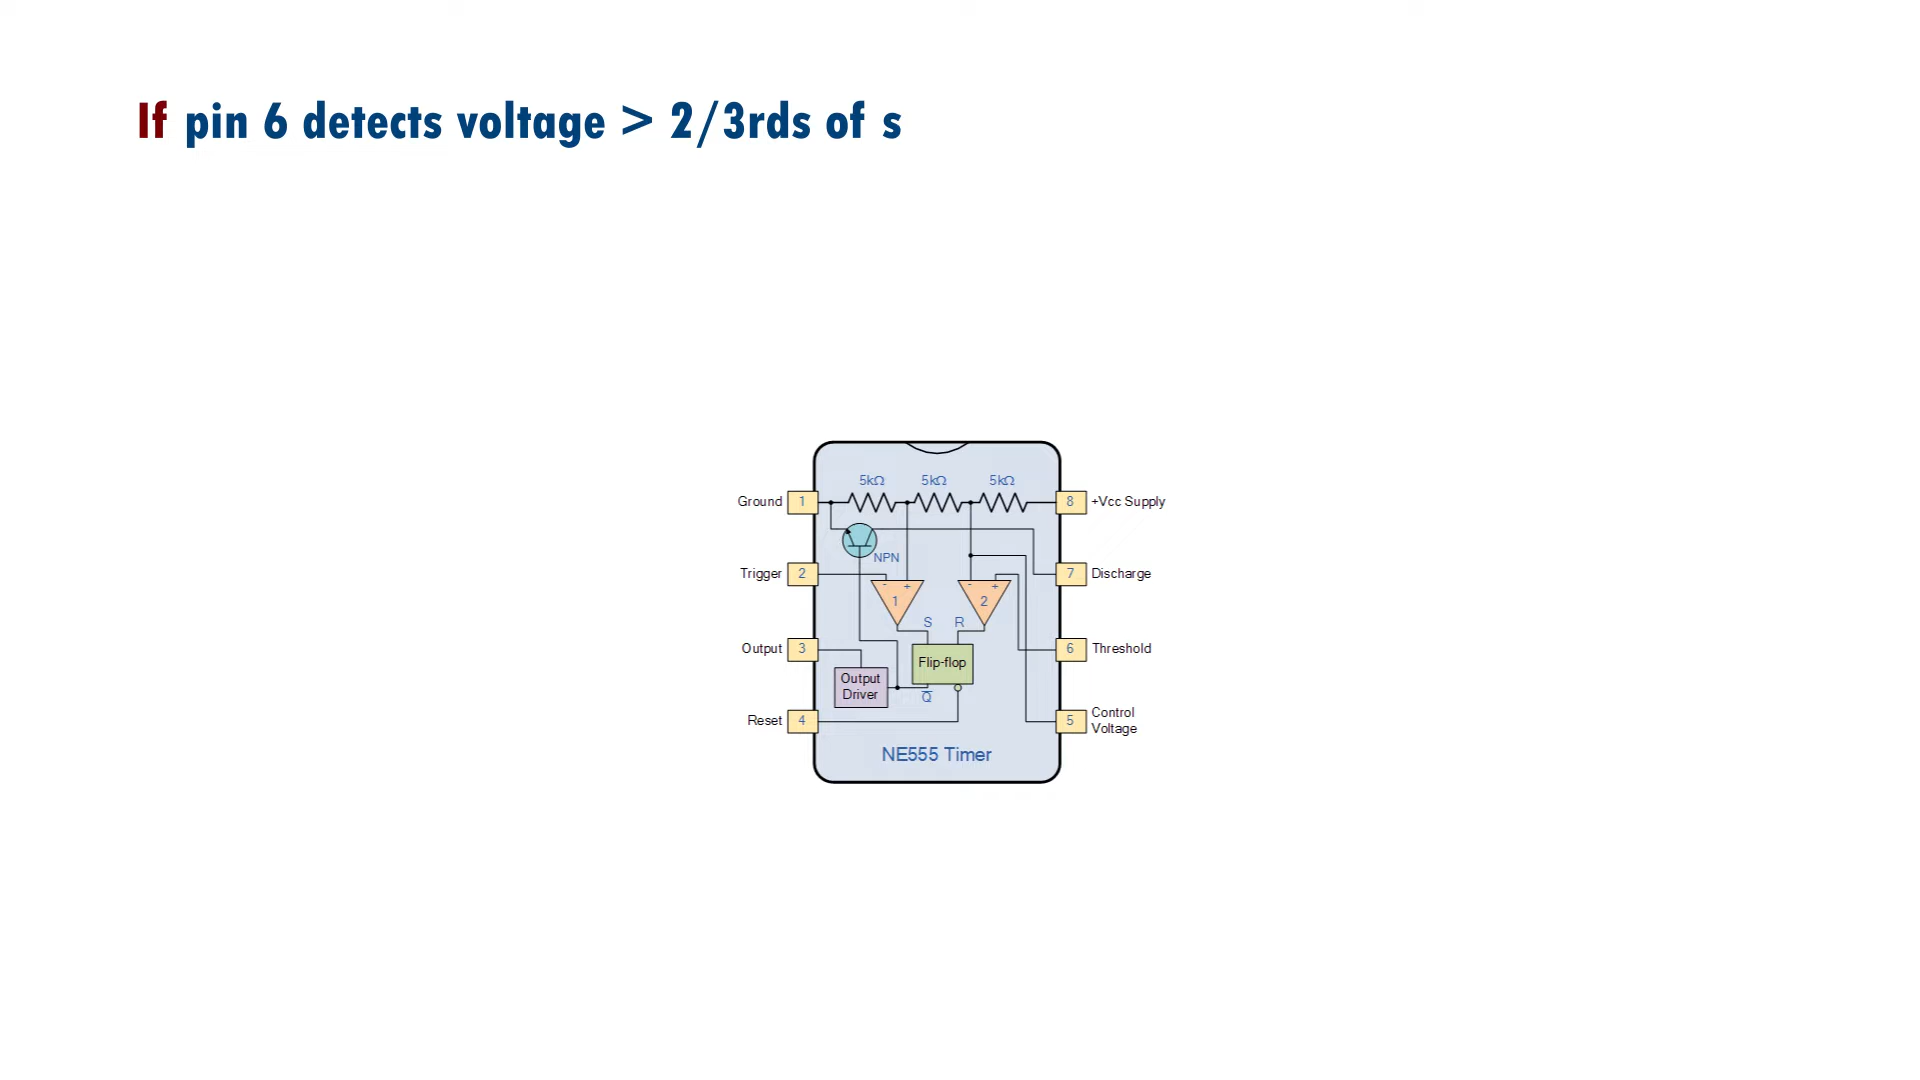 If pin 6 detects voltage > 2/3rds of s
5kΩ 5kΩ 5kΩ
Ground 1
8 +Vcc Supply
NPN
Trigger 2
7 Discharge
- +
- +
1
2
S R
Output 3
6 Threshold
Flip-flop
Output
Driver
Q̅
Reset 4
5 Control
Voltage
NE555 Timer